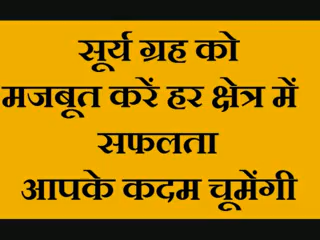 सूर्य ग्रह को
मजबूत करें हर क्षेत्र में
सफलता
आपके कदम चूमेंगी